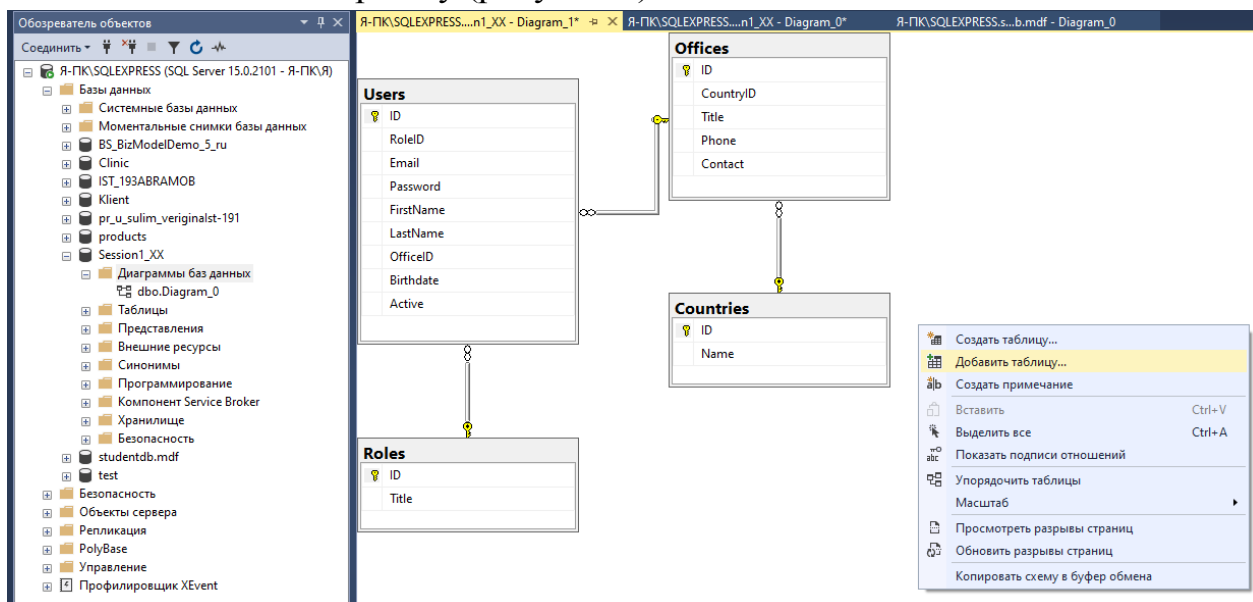 Обозреватель объектов
Соединить
Я-ПК\SQLEXPRESS (SQL Server 15.0.2101 - Я-ПК\Я)
Базы данных
Системные базы данных
Моментальные снимки базы данных
BS_BizModelDemo_5_ru
Clinic
IST_193ABRAMOB
Klient
pr_u_sulim_veriginalst-191
products
Session1_XX
Диаграммы баз данных
dbo.Diagram_0
Таблицы
Представления
Внешние ресурсы
Синонимы
Программирование
Компонент Service Broker
Хранилище
Безопасность
studentdb.mdf
test
Безопасность
Объекты сервера
Репликация
PolyBase
Управление
Профилировщик XEvent
Я-ПК\SQLEXPRESS....n1_XX - Diagram_1*
Я-ПК\SQLEXPRESS....n1_XX - Diagram_0*
Я-ПК\SQLEXPRESS.s...b.mdf - Diagram_0
Users
ID
RoleID
Email
Password
FirstName
LastName
OfficeID
Birthdate
Active
Roles
ID
Title
Offices
ID
CountryID
Title
Phone
Contact
Countries
ID
Name
Создать таблицу...
Добавить таблицу...
Создать примечание
Вставить Ctrl+V
Выделить все Ctrl+A
Показать подписи отношений
Упорядочить таблицы
Масштаб
Просмотреть разрывы страниц
Обновить разрывы страниц
Копировать схему в буфер обмена